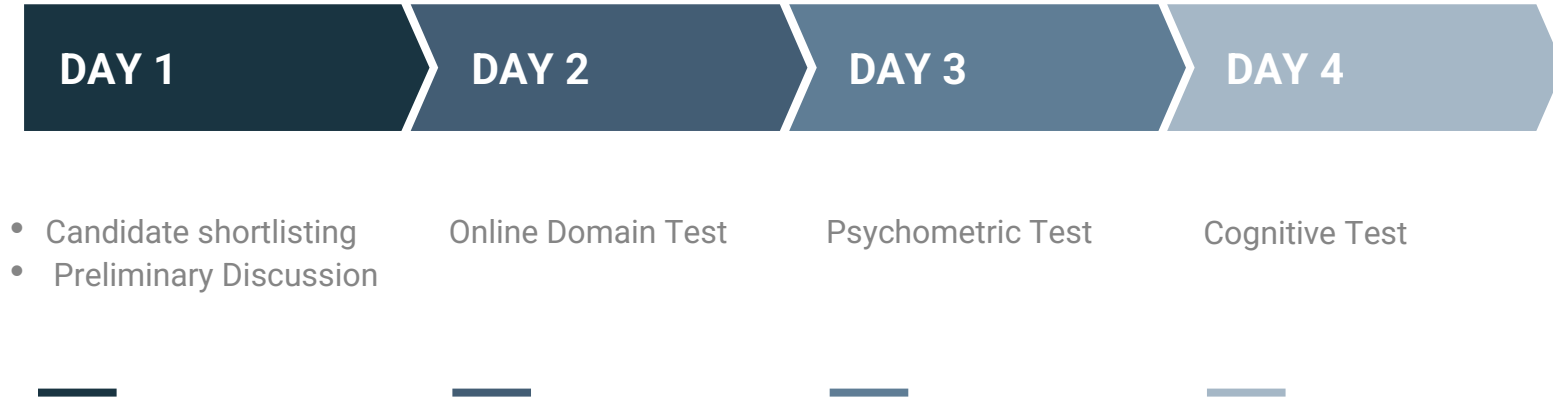 DAY 1
DAY 2
DAY 3
DAY 4
• Candidate shortlisting
• Preliminary Discussion
Online Domain Test
Psychometric Test
Cognitive Test